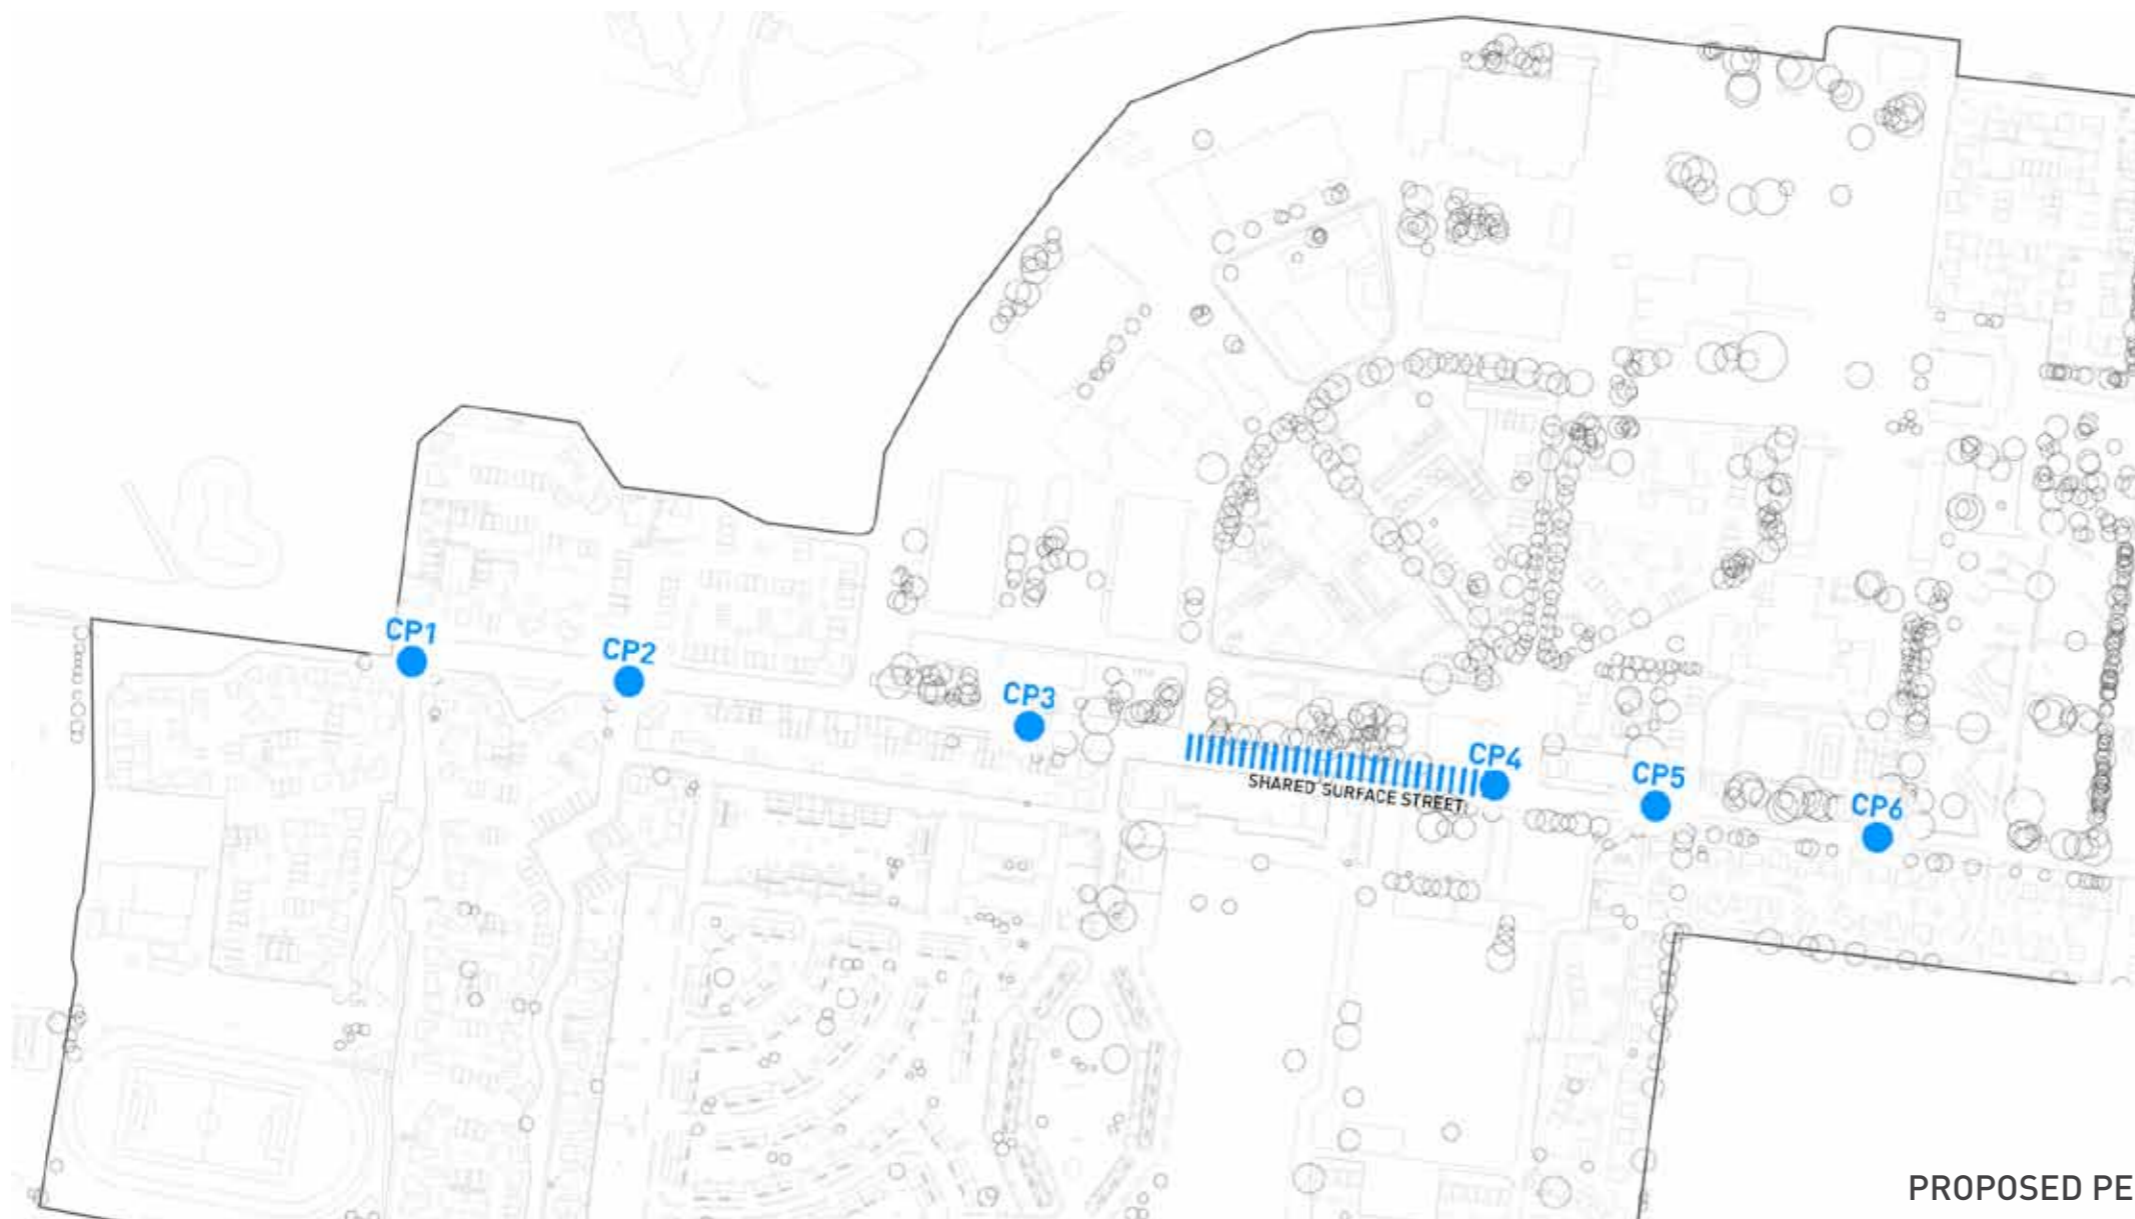 CP1
CP2
CP3
CP4
SHARED SURFACE STREET
CP5
CP6
PROPOSED PE